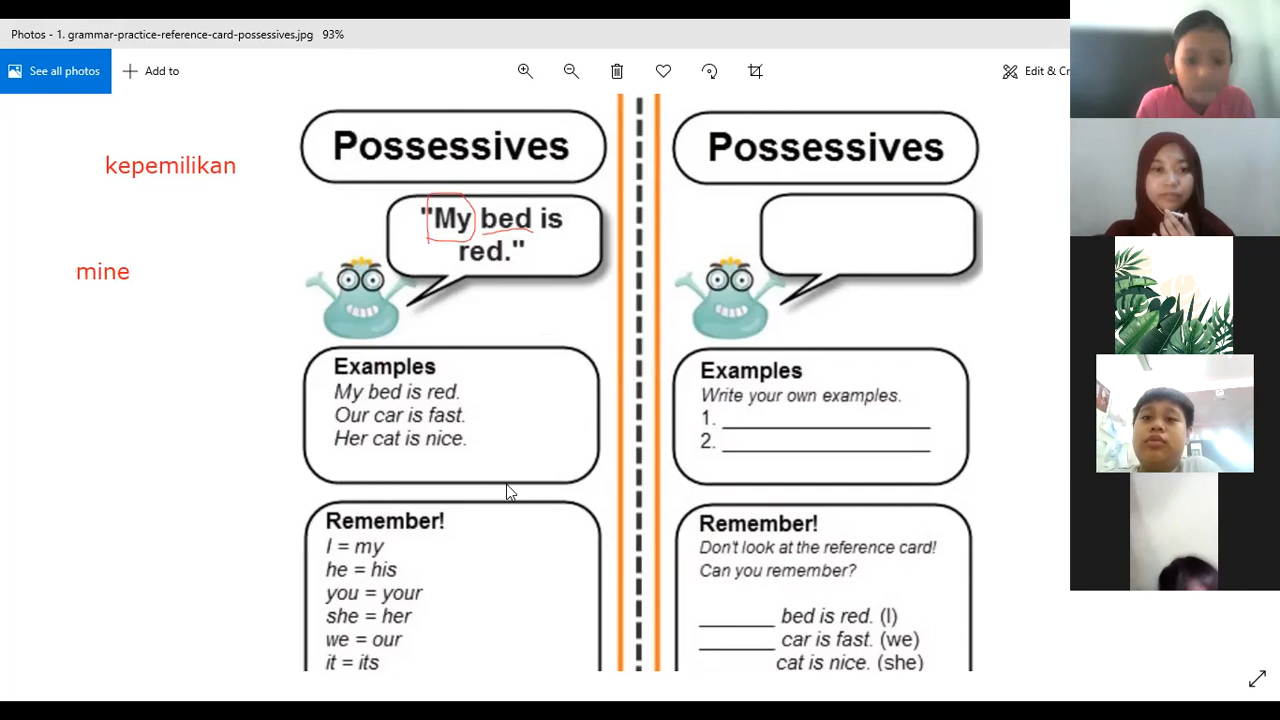 Photos - 1. grammar-practice-reference-card-possessives.jpg 93%
See all photos
Add to
Edit & Cr
kepemilikan
mine
Possessives
"My bed is
red."
Examples
My bed is red.
Our car is fast.
Her cat is nice.
Remember!
I = my
he = his
you = your
she = her
we = our
it = its
Possessives
Examples
Write your own examples.
1. ____________________
2. ____________________
Remember!
Don't look at the reference card!
Can you remember?
_______ bed is red. (I)
_______ car is fast. (we)
cat is nice. (she)